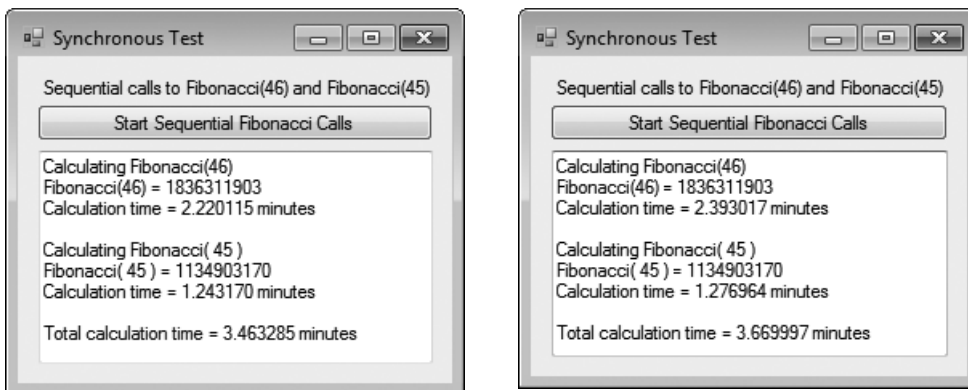 Synchronous Test
Sequential calls to Fibonacci(46) and Fibonacci(45)
Start Sequential Fibonacci Calls
Calculating Fibonacci(46)
Fibonacci(46) = 1836311903
Calculation time = 2.220115 minutes
Calculating Fibonacci( 45 )
Fibonacci( 45 ) = 1134903170
Calculation time = 1.243170 minutes
Total calculation time = 3.463285 minutes
Synchronous Test
Sequential calls to Fibonacci(46) and Fibonacci(45)
Start Sequential Fibonacci Calls
Calculating Fibonacci(46)
Fibonacci(46) = 1836311903
Calculation time = 2.393017 minutes
Calculating Fibonacci( 45 )
Fibonacci( 45 ) = 1134903170
Calculation time = 1.276964 minutes
Total calculation time = 3.669997 minutes